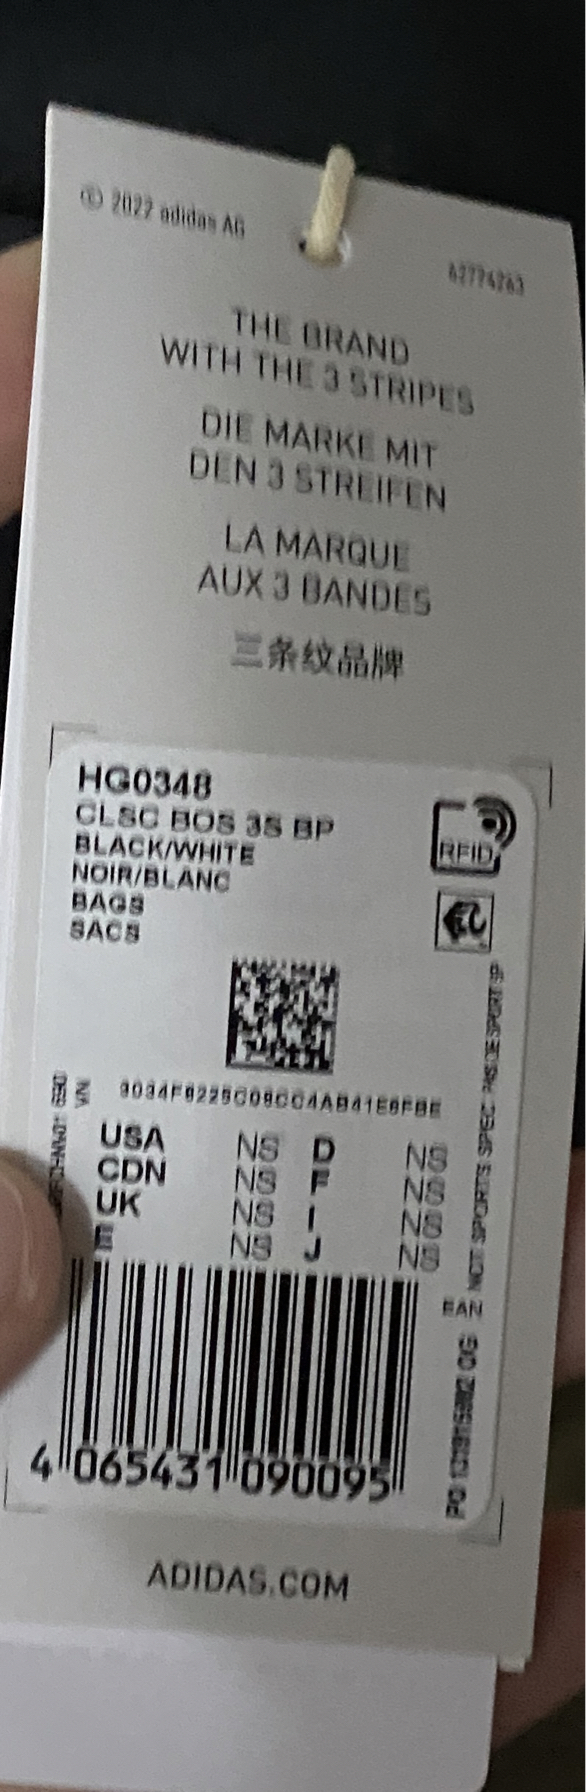 © 2022 adidas AG
62774263
THE BRAND
WITH THE 3 STRIPES
DIE MARKE MIT
DEN 3 STREIFEN
LA MARQUE
AUX 3 BANDES
三条纹品牌
HG0348
CLSC BOS 3S BP
BLACK/WHITE
NOIR/BLANC
BAGS
SACS
RFID
VN
USA NS D NS
CDN NS F NS
UK NS I NS
E NS J NS
NOT SPORTS SPEC
EAN
PO
4 065431 090095
ADIDAS.COM